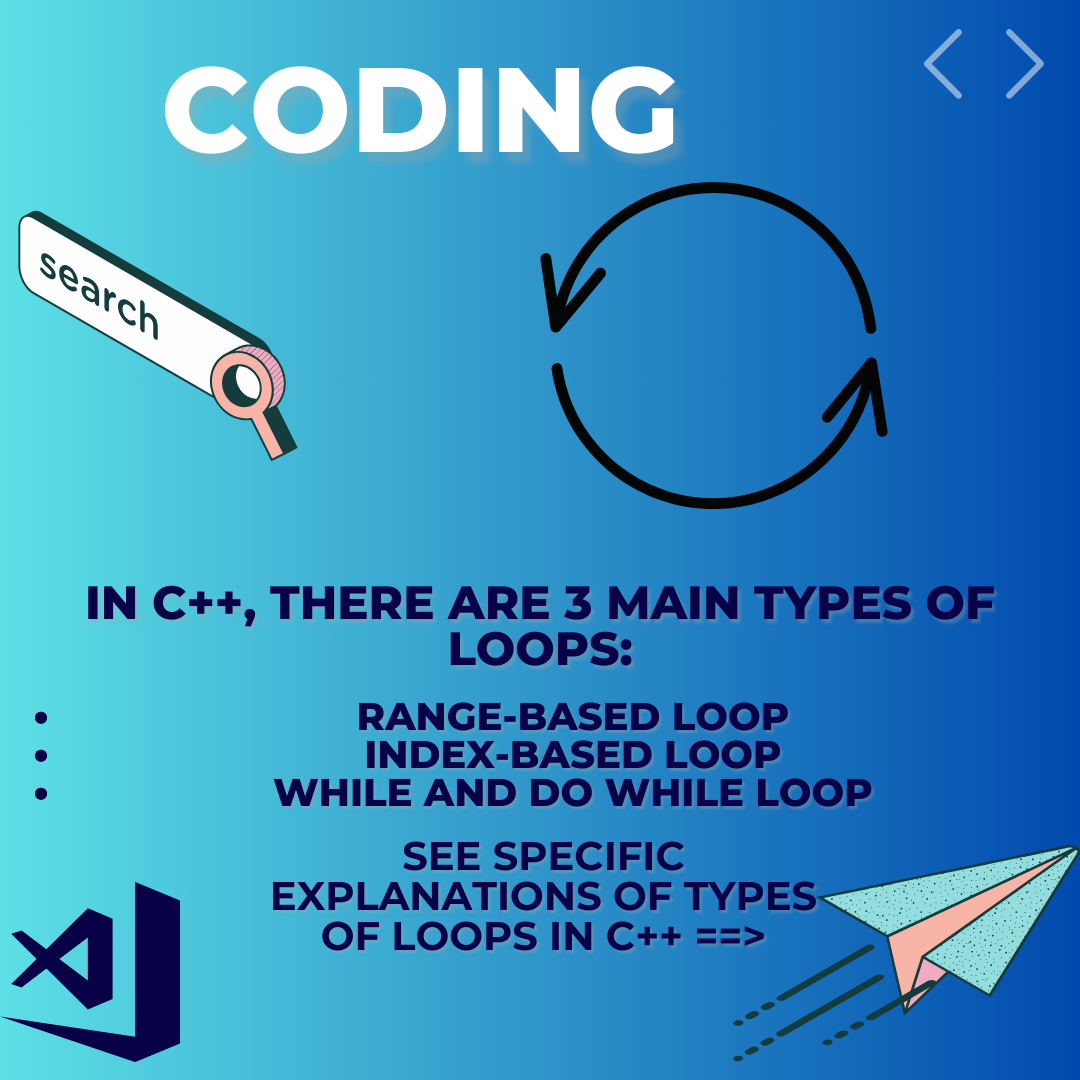 CODING
search
IN C++, THERE ARE 3 MAIN TYPES OF
LOOPS:
RANGE-BASED LOOP
INDEX-BASED LOOP
WHILE AND DO WHILE LOOP
SEE SPECIFIC
EXPLANATIONS OF TYPES
OF LOOPS IN C++ ==>